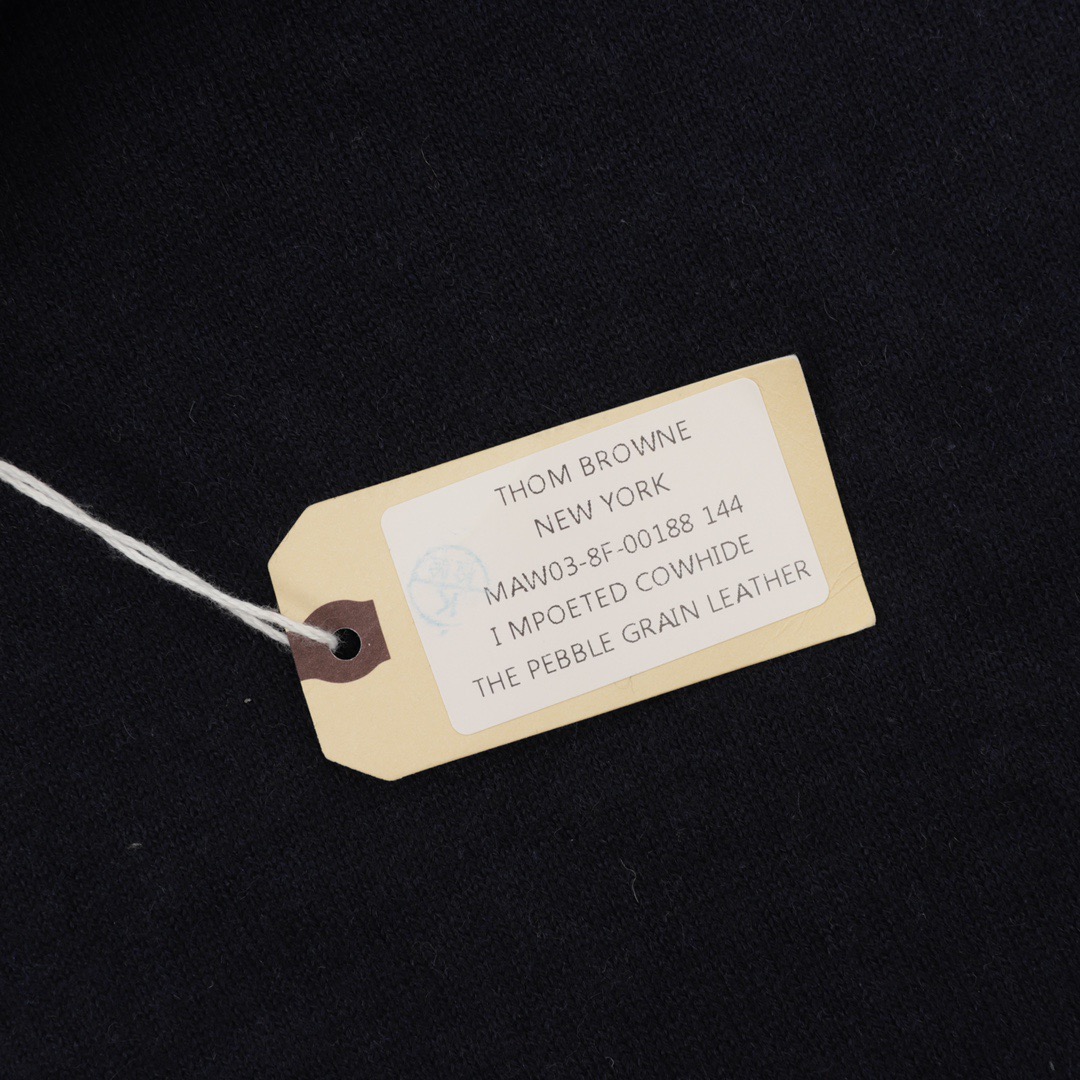 THOM BROWNE
NEW YORK
MAW03-8F-00188 144
I MPOETED COWHIDE
THE PEBBLE GRAIN LEATHER